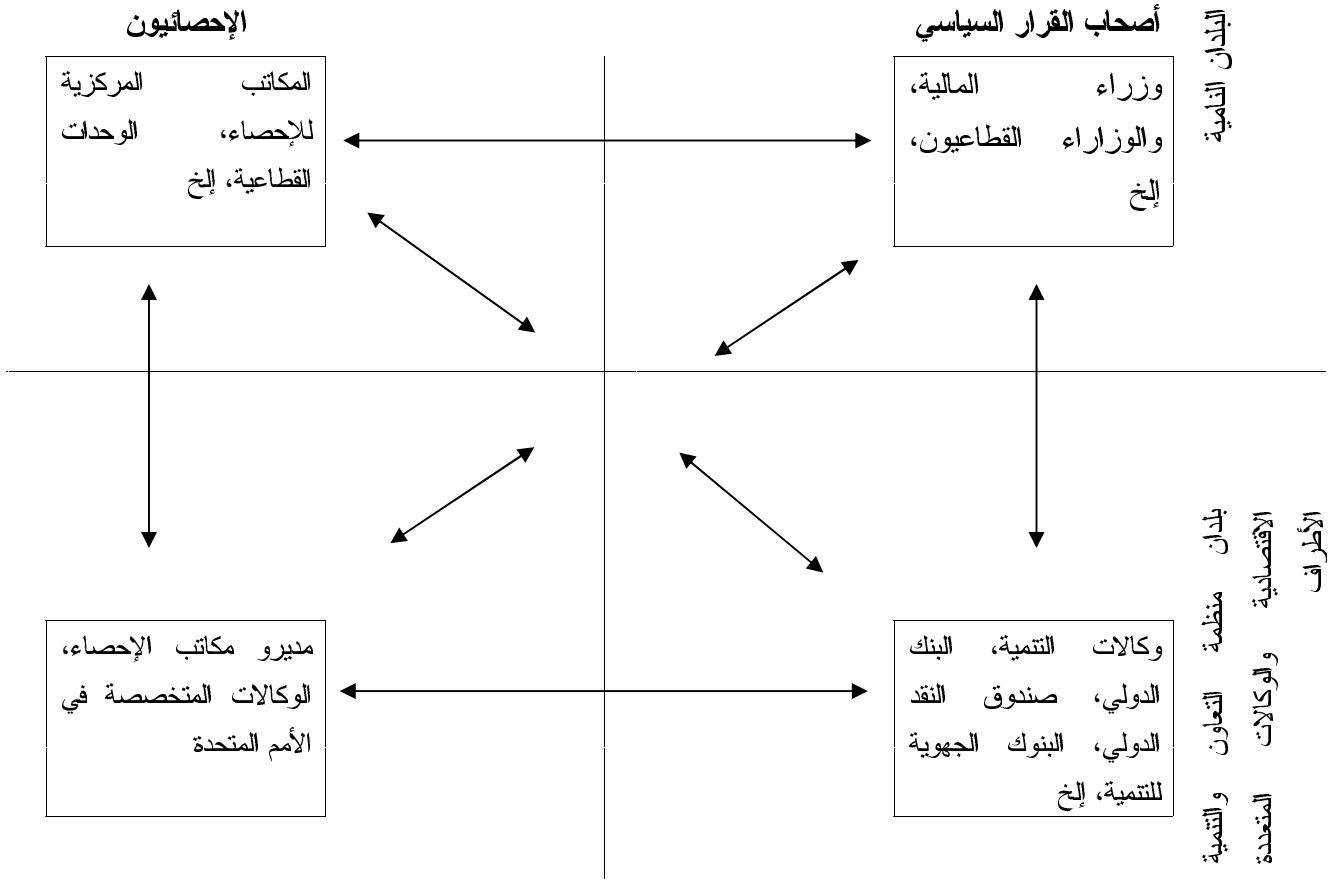 أصحاب القرار السياسي
الإحصائيون
البلدان النامية
وزراء المالية،
والوزاراء القطاعيون،
إلخ
المكاتب المركزية
للإحصاء، الوحدات
القطاعية، إلخ
بلدان منظمة التعاون والتنمية
الاقتصادية والوكالات المتعددة
الأطراف
وكالات التنمية، البنك
الدولي، صندوق النقد
الدولي، البنوك الجهوية
للتنمية، إلخ
مديرو مكاتب الإحصاء،
الوكالات المتخصصة في
الأمم المتحدة